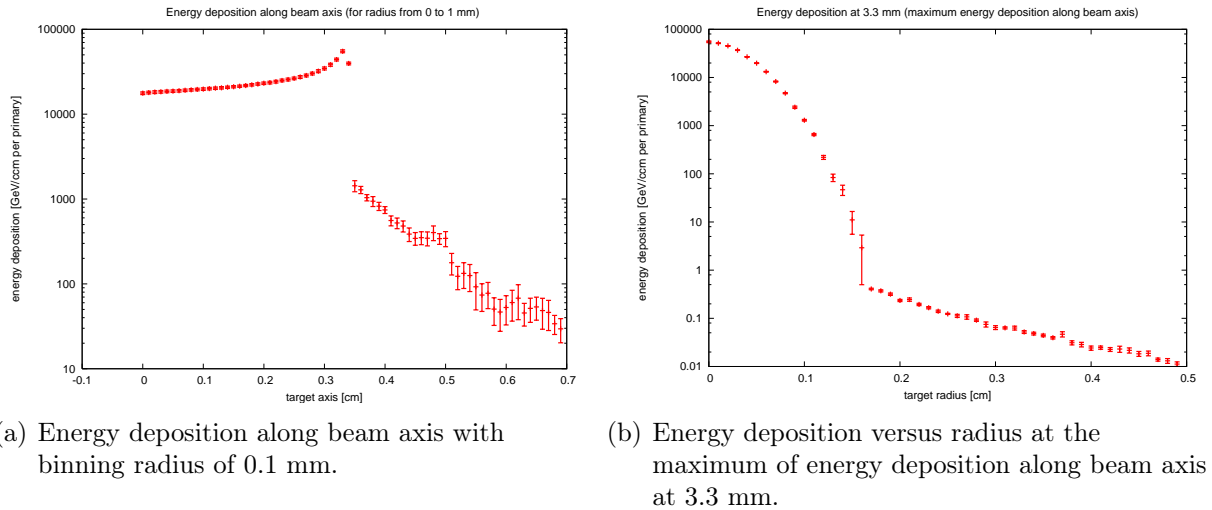 Energy deposition along beam axis (for radius from 0 to 1 mm)
100000
10000
1000
100
10
energy deposition [GeV/ccm per primary]
-0.1
0
0.1
0.2
0.3
0.4
0.5
0.6
0.7
target axis [cm]
Energy deposition at 3.3 mm (maximum energy deposition along beam axis)
100000
10000
1000
100
10
1
0.1
0.01
energy deposition [GeV/ccm per primary]
0
0.1
0.2
0.3
0.4
0.5
target radius [cm]
a) Energy deposition along beam axis with
binning radius of 0.1 mm.
(b) Energy deposition versus radius at the
maximum of energy deposition along beam axis
at 3.3 mm.